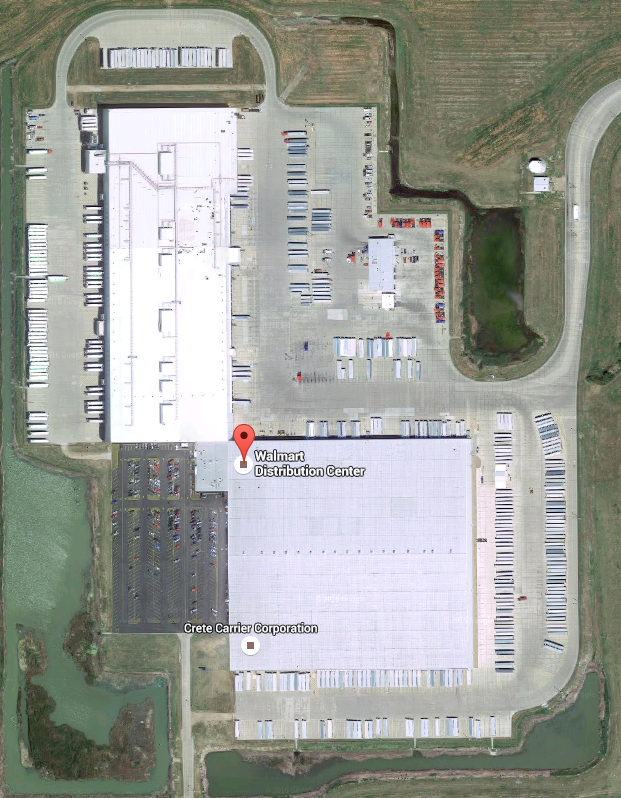 Walmart
Distribution Center
Crete Carrier Corporation